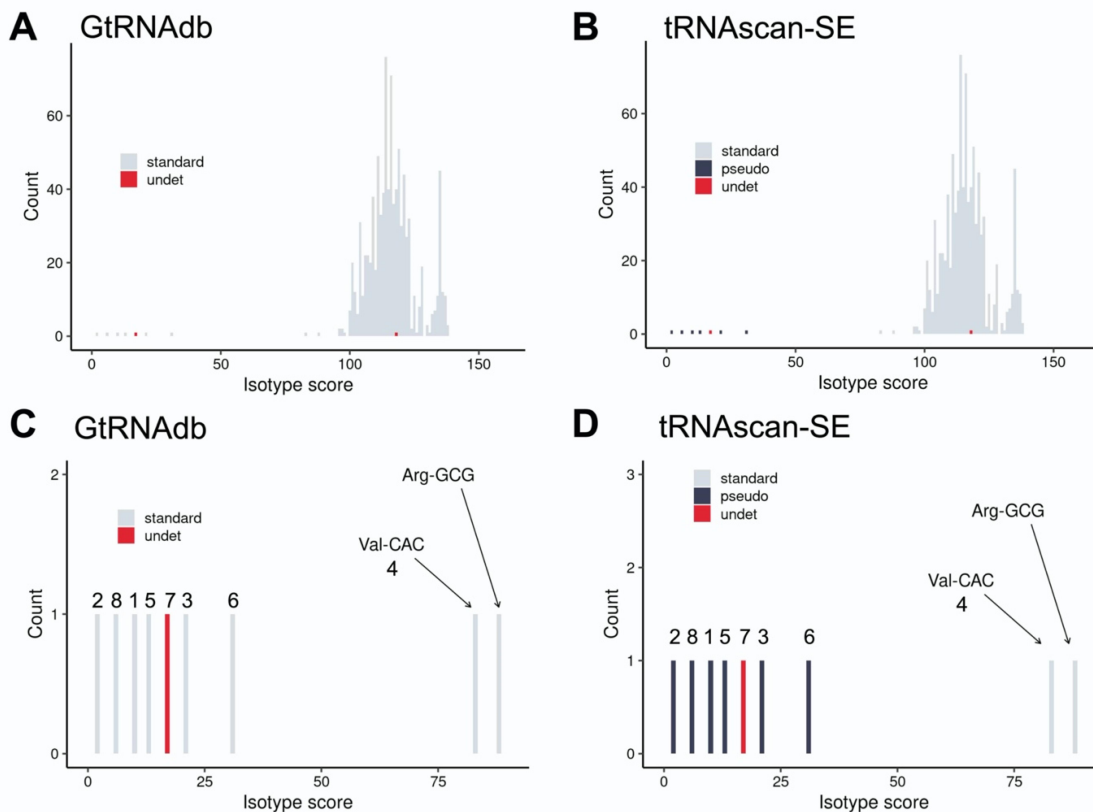 A GtRNAdb
60
40
20
0
Count
standard
undet
0 50 100 150
Isotype score
B tRNAscan-SE
60
40
20
0
Count
standard
pseudo
undet
0 50 100 150
Isotype score
C GtRNAdb
2
1
0
Count
standard
undet
Arg-GCG
Val-CAC
4
2 8 1 5 7 3 6
0 25 50 75
Isotype score
D tRNAscan-SE
3
2
1
0
Count
standard
pseudo
undet
Arg-GCG
Val-CAC
4
2 8 1 5 7 3 6
0 25 50 75
Isotype score